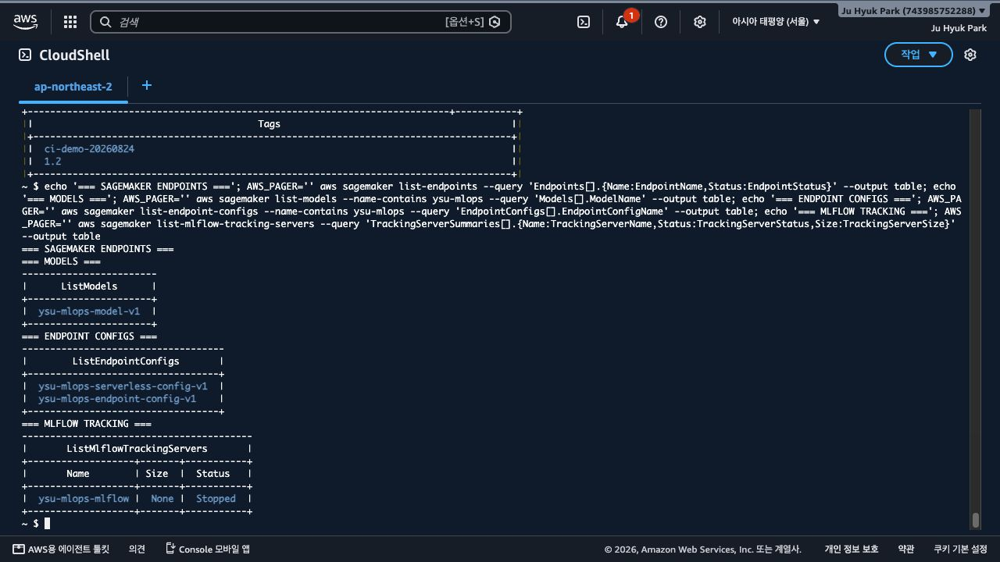 aws
검색
[옵션+S]
1
아시아 태평양 (서울) ▼
Ju Hyuk Park (743985752288) ▼
Ju Hyuk Park
CloudShell
작업 ▼
ap-northeast-2
+
+---------------------------------------------------------------------------+-----------+
||                                        Tags                                         ||
|+-------------------------------------------------------------------------------------+|
||  ci-demo-20260824                                                                   ||
||  1.2                                                                                ||
|+-------------------------------------------------------------------------------------+|
~ $ echo '=== SAGEMAKER ENDPOINTS ==='; AWS_PAGER='' aws sagemaker list-endpoints --query 'Endpoints[].{Name:EndpointName,Status:EndpointStatus}' --output table; echo
'=== MODELS ==='; AWS_PAGER='' aws sagemaker list-models --name-contains ysu-mlops --query 'Models[].ModelName' --output table; echo '=== ENDPOINT CONFIGS ==='; AWS_PA
GER='' aws sagemaker list-endpoint-configs --name-contains ysu-mlops --query 'EndpointConfigs[].EndpointConfigName' --output table; echo '=== MLFLOW TRACKING ==='; AWS
_PAGER='' aws sagemaker list-mlflow-tracking-servers --query 'TrackingServerSummaries[].{Name:TrackingServerName,Status:TrackingServerStatus,Size:TrackingServerSize}'
--output table
=== SAGEMAKER ENDPOINTS ===
=== MODELS ===
------------------------
|      ListModels      |
+----------------------+
|  ysu-mlops-model-v1  |
+----------------------+
=== ENDPOINT CONFIGS ===
------------------------------------
|        ListEndpointConfigs       |
+----------------------------------+
|  ysu-mlops-serverless-config-v1  |
|  ysu-mlops-endpoint-config-v1    |
+----------------------------------+
=== MLFLOW TRACKING ===
-----------------------------------------
|       ListMlflowTrackingServers       |
+-------------------+-------+-----------+
|       Name        | Size  |  Status   |
+-------------------+-------+-----------+
|  ysu-mlops-mlflow |  None |  Stopped  |
+-------------------+-------+-----------+
~ $
AWS용 에이전트 툴킷
의견
Console 모바일 앱
© 2026, Amazon Web Services, Inc. 또는 계열사.
개인 정보 보호
약관
쿠키 기본 설정